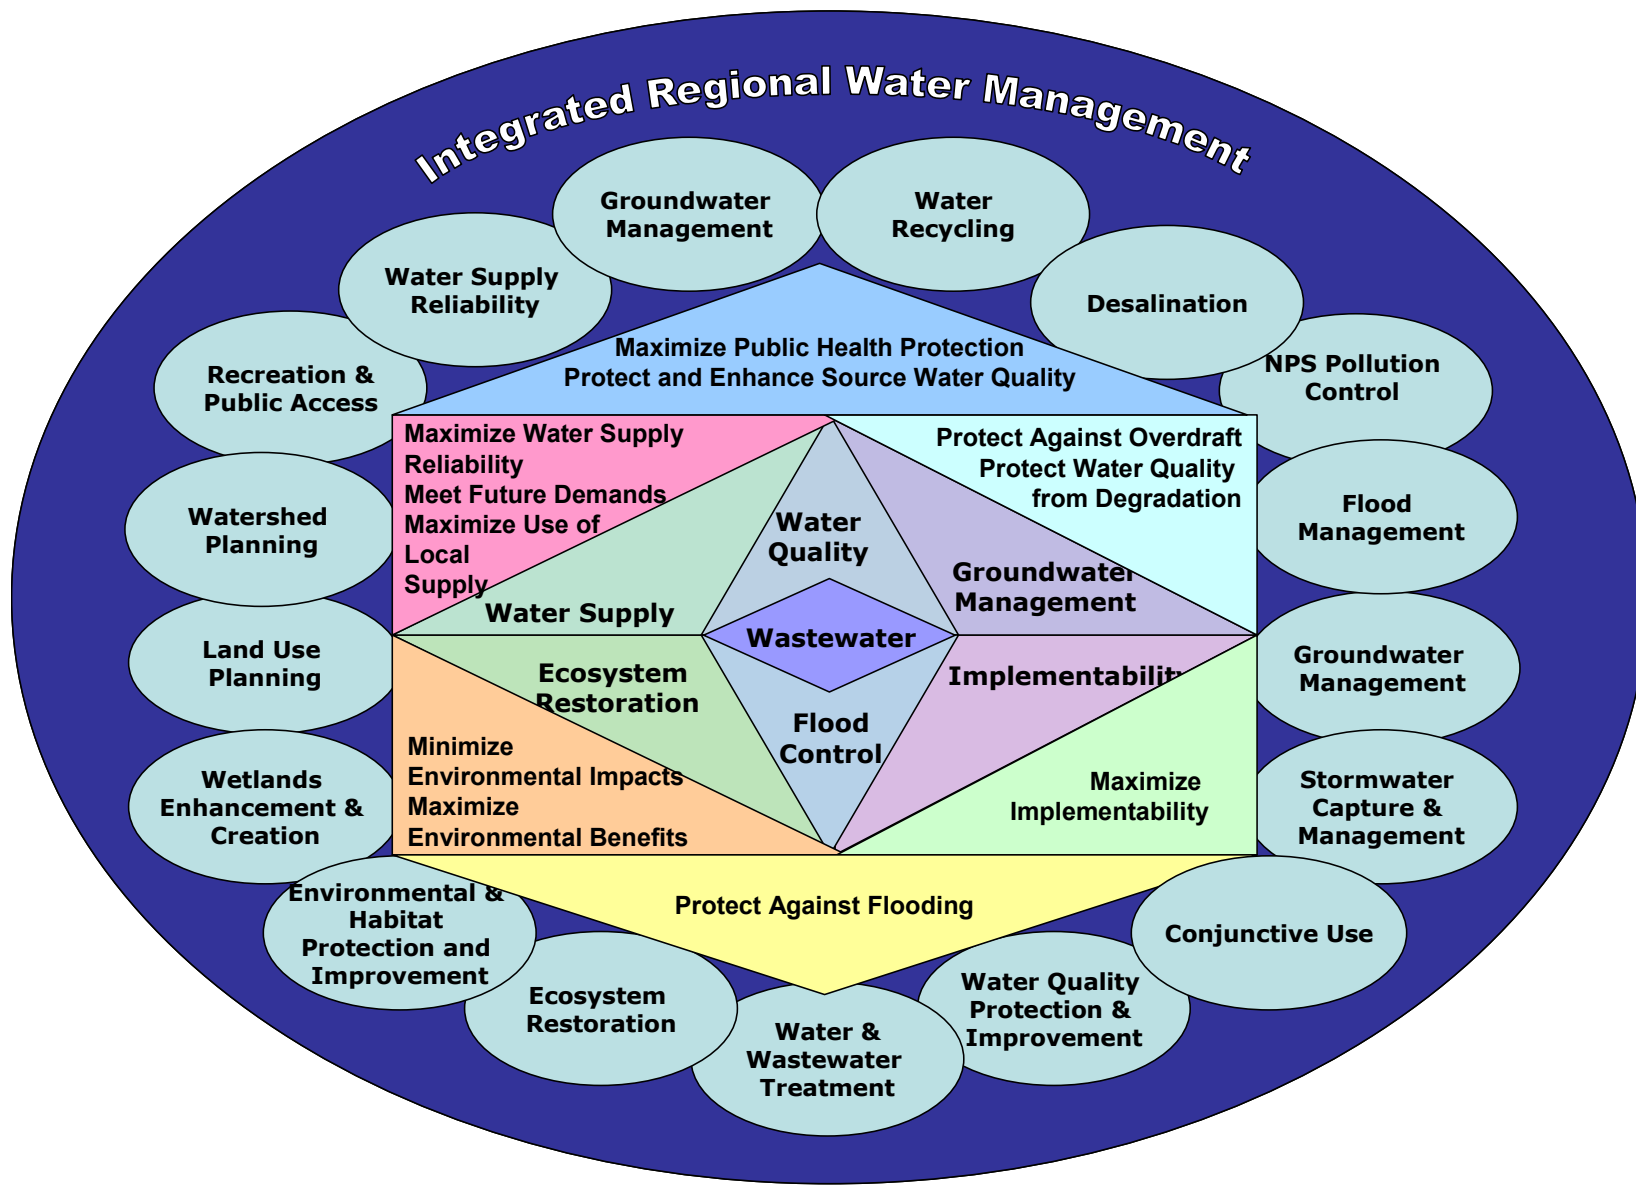 Integrated Regional Water Management
Groundwater
Management
Water
Recycling
Water Supply
Reliability
Desalination
Recreation &
Public Access
NPS Pollution
Control
Maximize Public Health Protection
Protect and Enhance Source Water Quality
Maximize Water Supply
Reliability
Meet Future Demands
Maximize Use of
Local
Supply
Protect Against Overdraft
Protect Water Quality
from Degradation
Watershed
Planning
Flood
Management
Water
Quality
Water Supply
Groundwater
Management
Wastewater
Land Use
Planning
Ecosystem
Restoration
Implementability
Groundwater
Management
Flood
Control
Wetlands
Enhancement &
Creation
Minimize
Environmental Impacts
Maximize
Environmental Benefits
Maximize
Implementability
Stormwater
Capture &
Management
Environmental &
Habitat
Protection and
Improvement
Protect Against Flooding
Conjunctive Use
Ecosystem
Restoration
Water &
Wastewater
Treatment
Water Quality
Protection &
Improvement